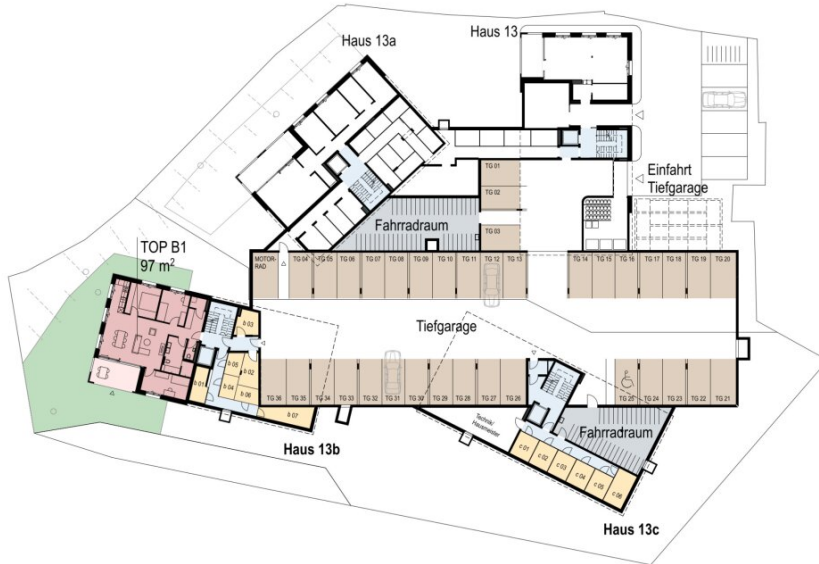 Haus 13
Haus 13a
TG 01
TG 02
TG 03
Einfahrt
Tiefgarage
Fahrradraum
TOP B1
97 m²
MOTOR-
RAD
TG 04
TG 05
TG 06
TG 07
TG 08
TG 09
TG 10
TG 11
TG 12
TG 13
TG 14
TG 15
TG 16
TG 17
TG 18
TG 19
TG 20
Tiefgarage
b 03
b 05
b 02
b 01
b 04
b 06
b 07
TG 36
TG 35
TG 34
TG 33
TG 32
TG 31
TG 30
TG 29
TG 28
TG 27
TG 26
TG 25
TG 24
TG 23
TG 22
TG 21
Technik/
Hausmeister
Fahrradraum
Haus 13b
c 01
c 02
c 03
c 04
c 05
c 06
Haus 13c